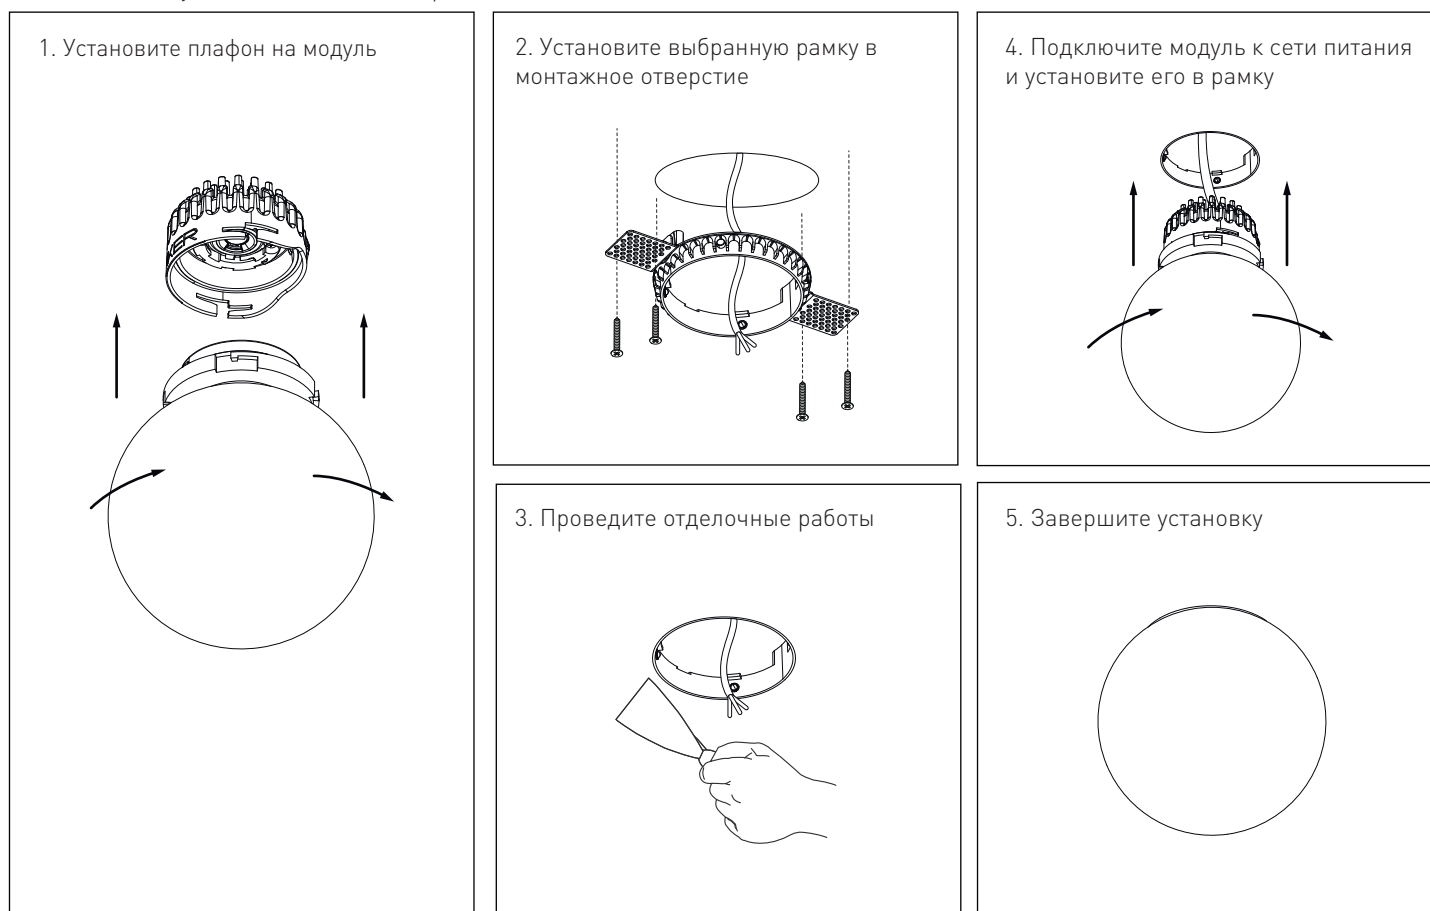 1. Установите плафон на модуль
2. Установите выбранную рамку в
монтажное отверстие
3. Проведите отделочные работы
4. Подключите модуль к сети питания
и установите его в рамку
5. Завершите установку